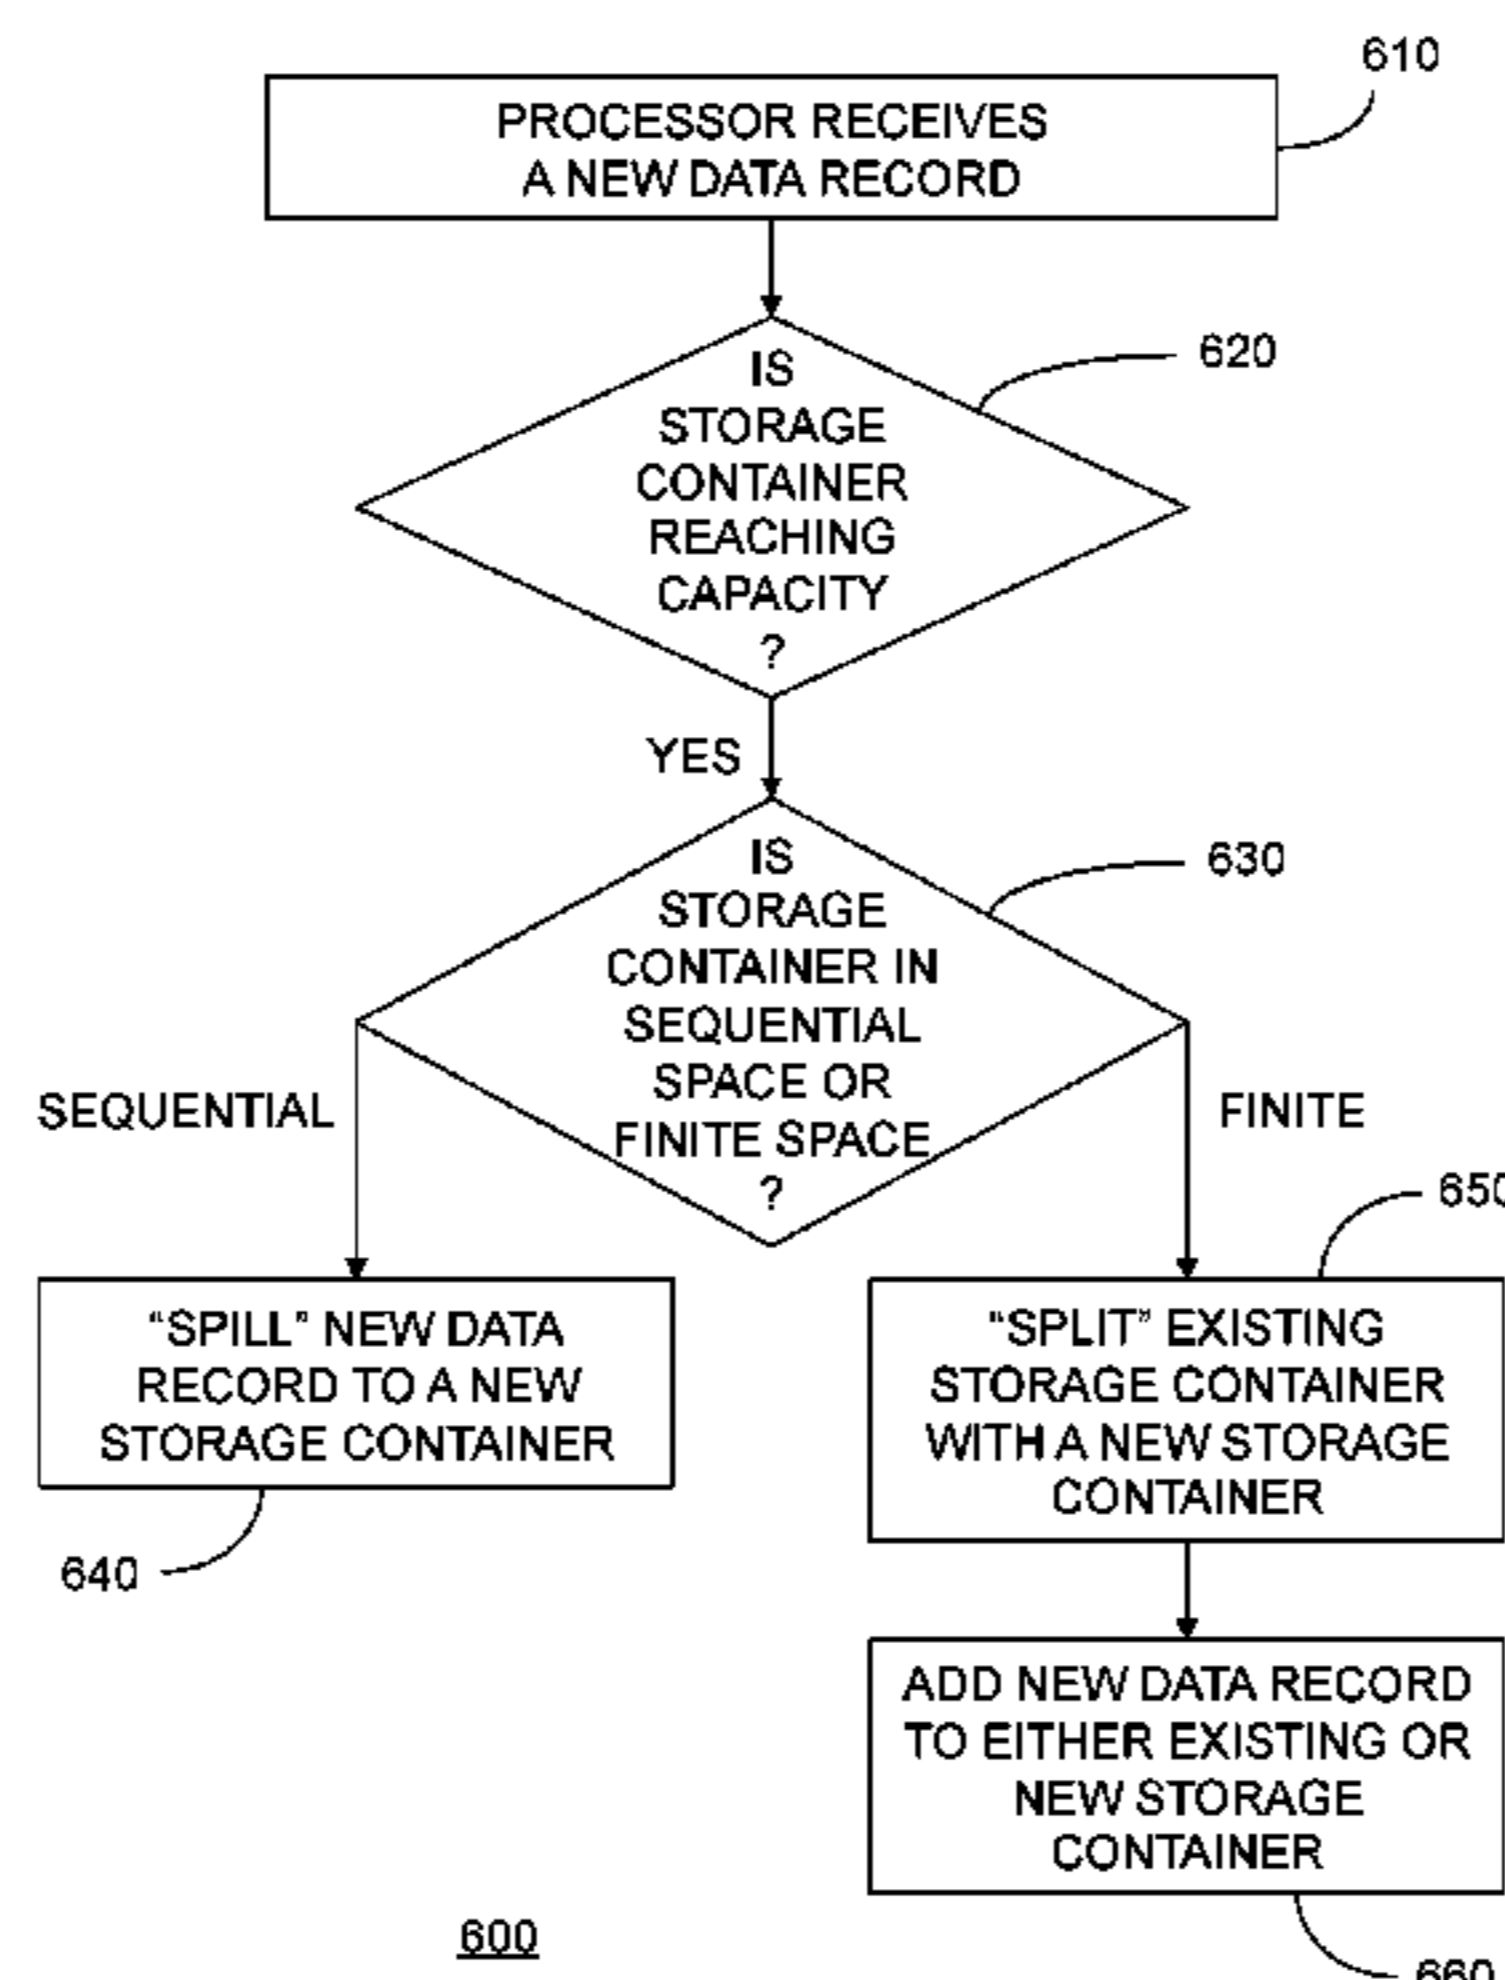 610
PROCESSOR RECEIVES
A NEW DATA RECORD
620
IS
STORAGE
CONTAINER
REACHING
CAPACITY
?
YES
630
IS
STORAGE
CONTAINER IN
SEQUENTIAL
SPACE OR
FINITE SPACE
?
SEQUENTIAL
FINITE
650
“SPILL” NEW DATA
RECORD TO A NEW
STORAGE CONTAINER
640
“SPLIT” EXISTING
STORAGE CONTAINER
WITH A NEW STORAGE
CONTAINER
ADD NEW DATA RECORD
TO EITHER EXISTING OR
NEW STORAGE
CONTAINER
600
660